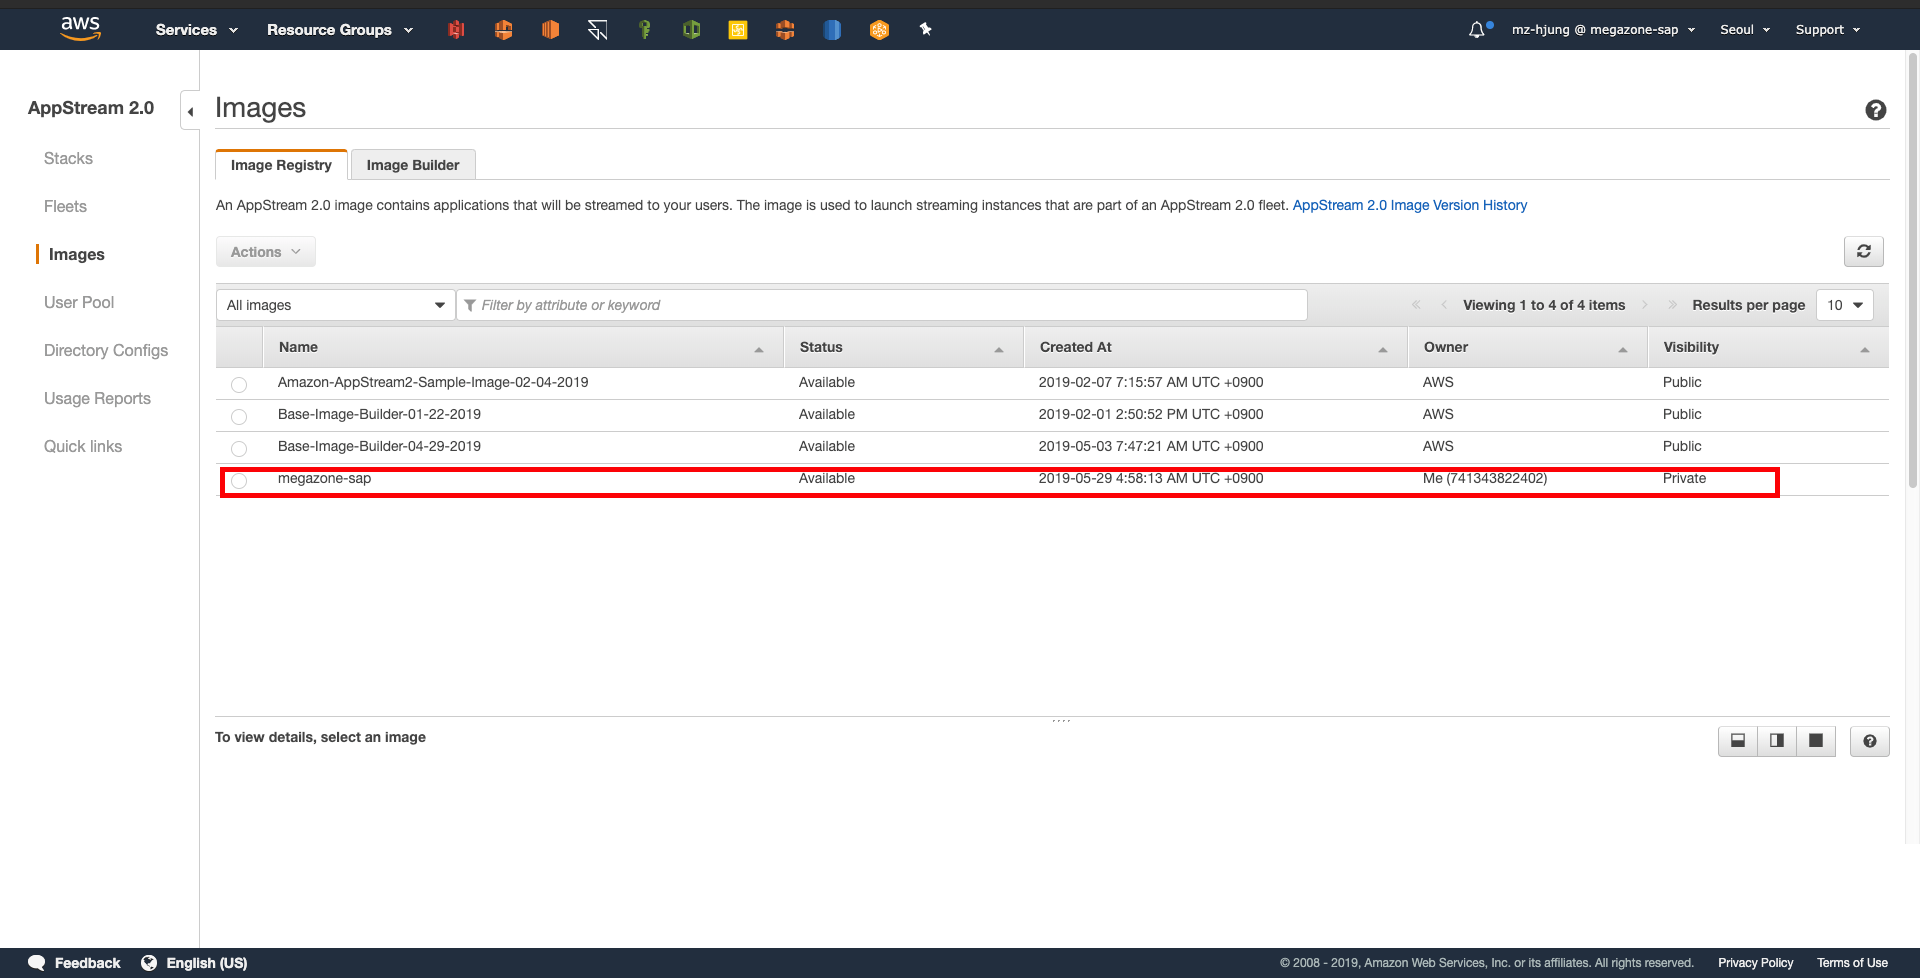 aws Services Resource Groups mz-hjung @ megazone-sap Seoul Support
AppStream 2.0
Stacks
Fleets
Images
User Pool
Directory Configs
Usage Reports
Quick links
Images
Image Registry Image Builder
An AppStream 2.0 image contains applications that will be streamed to your users. The image is used to launch streaming instances that are part of an AppStream 2.0 fleet. AppStream 2.0 Image Version History
Actions
All images Filter by attribute or keyword Viewing 1 to 4 of 4 items Results per page 10
Name Status Created At Owner Visibility
Amazon-AppStream2-Sample-Image-02-04-2019 Available 2019-02-07 7:15:57 AM UTC +0900 AWS Public
Base-Image-Builder-01-22-2019 Available 2019-02-01 2:50:52 PM UTC +0900 AWS Public
Base-Image-Builder-04-29-2019 Available 2019-05-03 7:47:21 AM UTC +0900 AWS Public
megazone-sap Available 2019-05-29 4:58:13 AM UTC +0900 Me (741343822402) Private
To view details, select an image
Feedback English (US) © 2008 - 2019, Amazon Web Services, Inc. or its affiliates. All rights reserved. Privacy Policy Terms of Use